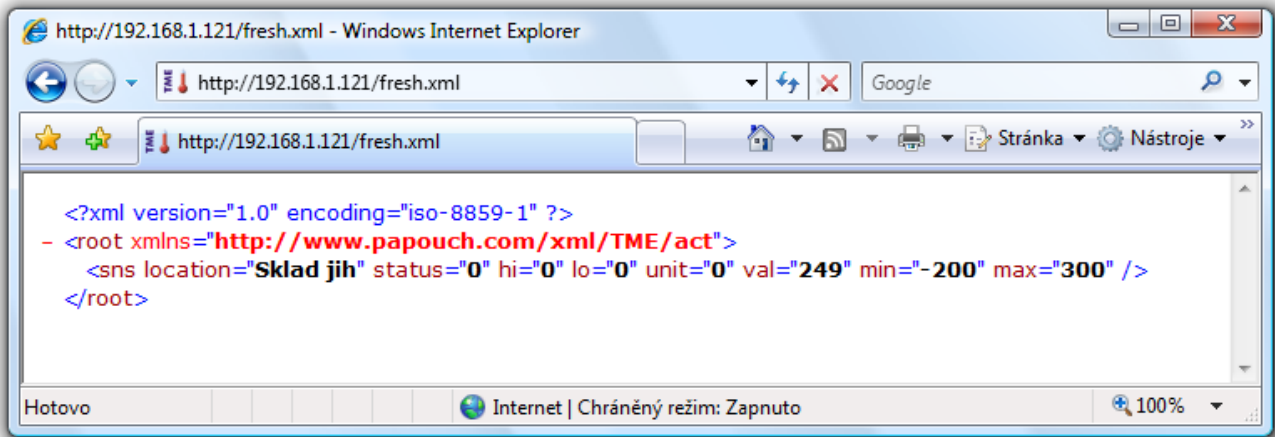 http://192.168.1.121/fresh.xml - Windows Internet Explorer
TME http://192.168.1.121/fresh.xml Google
TME http://192.168.1.121/fresh.xml Stránka Nástroje »
<?xml version="1.0" encoding="iso-8859-1" ?>
- <root xmlns="http://www.papouch.com/xml/TME/act">
<sns location="Sklad jih" status="0" hi="0" lo="0" unit="0" val="249" min="-200" max="300" />
</root>
Hotovo Internet | Chráněný režim: Zapnuto 100%